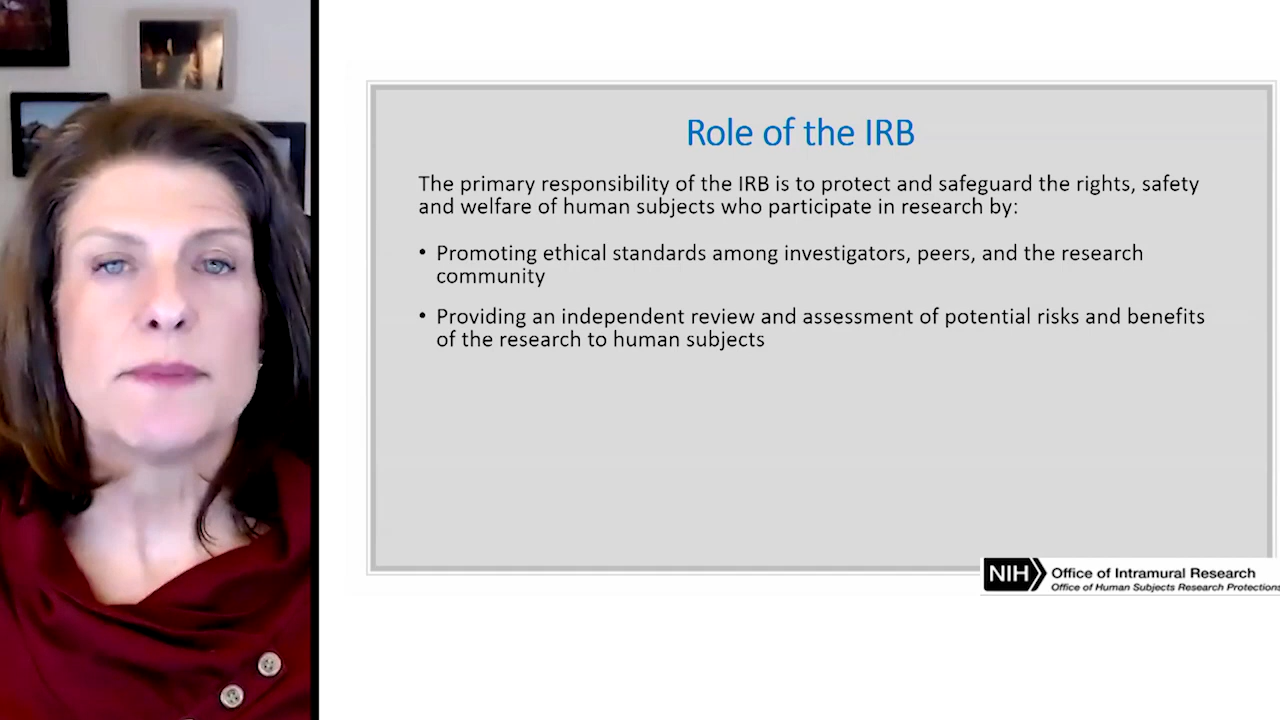 Role of the IRB
The primary responsibility of the IRB is to protect and safeguard the rights, safety
and welfare of human subjects who participate in research by:
• Promoting ethical standards among investigators, peers, and the research
community
• Providing an independent review and assessment of potential risks and benefits
of the research to human subjects
NIH Office of Intramural Research
Office of Human Subjects Research Protections